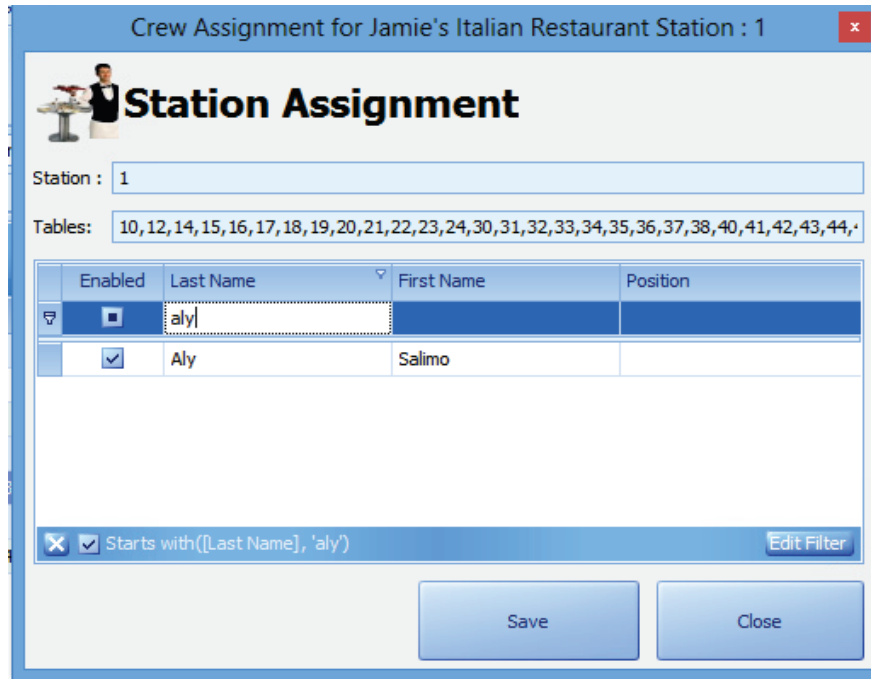 Crew Assignment for Jamie's Italian Restaurant Station : 1
x
Station Assignment
Station : 1
Tables: 10,12,14,15,16,17,18,19,20,21,22,23,24,30,31,32,33,34,35,36,37,38,40,41,42,43,44,
Enabled Last Name First Name Position
aly
Aly Salimo
Starts with([Last Name], 'aly') Edit Filter
Save Close